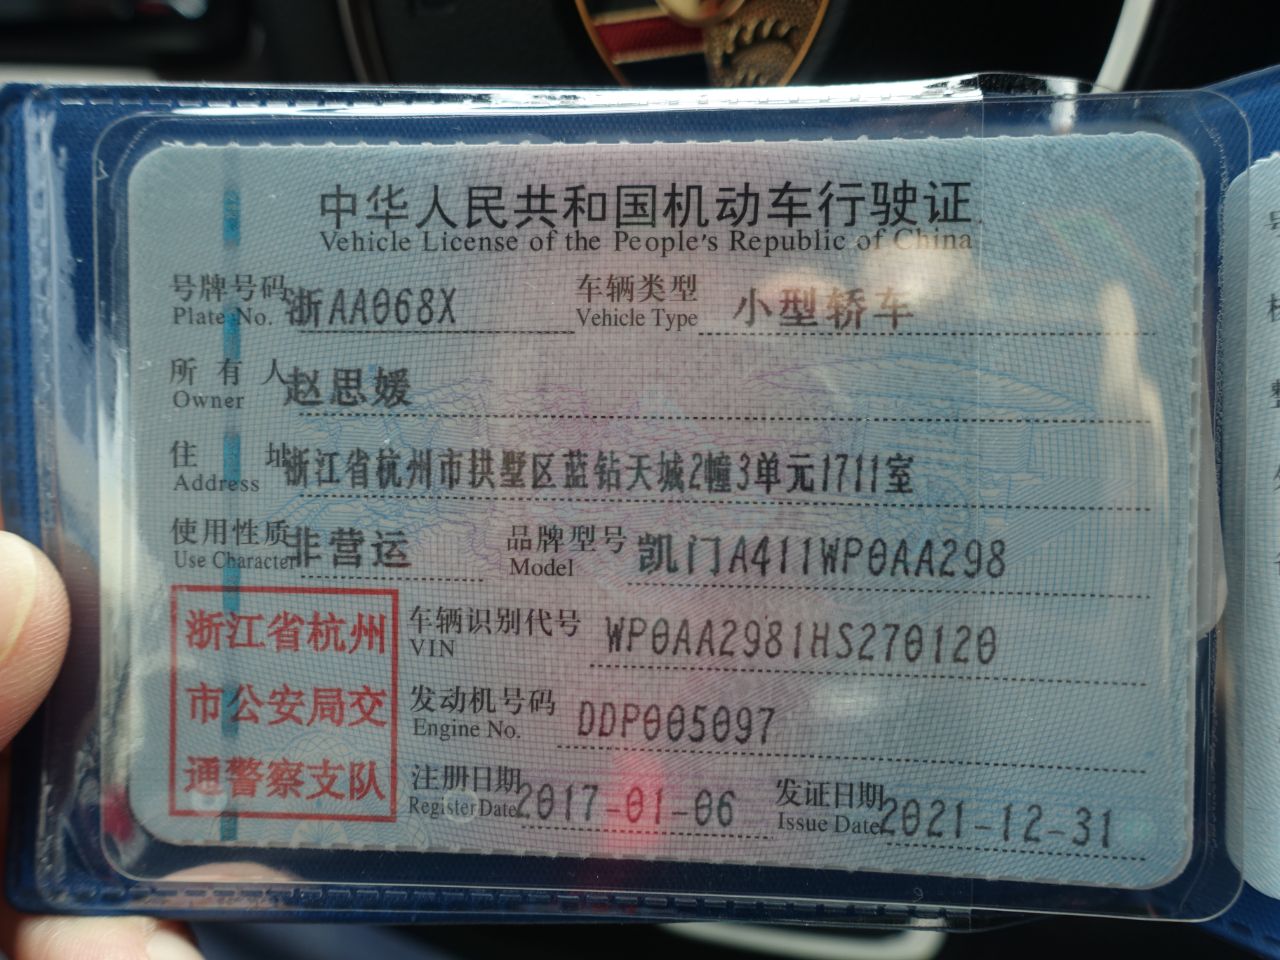 中华人民共和国机动车行驶证
Vehicle License of the People's Republic of China
号牌号码 浙AA068X 车辆类型 小型轿车
Plate No. Vehicle Type
所有人 赵思媛
Owner
住址 浙江省杭州市拱墅区蓝钻天城2幢3单元1711室
Address
使用性质 非营运 品牌型号 凯门A411WP0AA298
Use Character Model
浙江省杭州
市公安局交
通警察支队
车辆识别代号 WP0AA2981HS270120
VIN
发动机号码 DDP005097
Engine No.
注册日期 2017-01-06 发证日期 2021-12-31
Register Date Issue Date